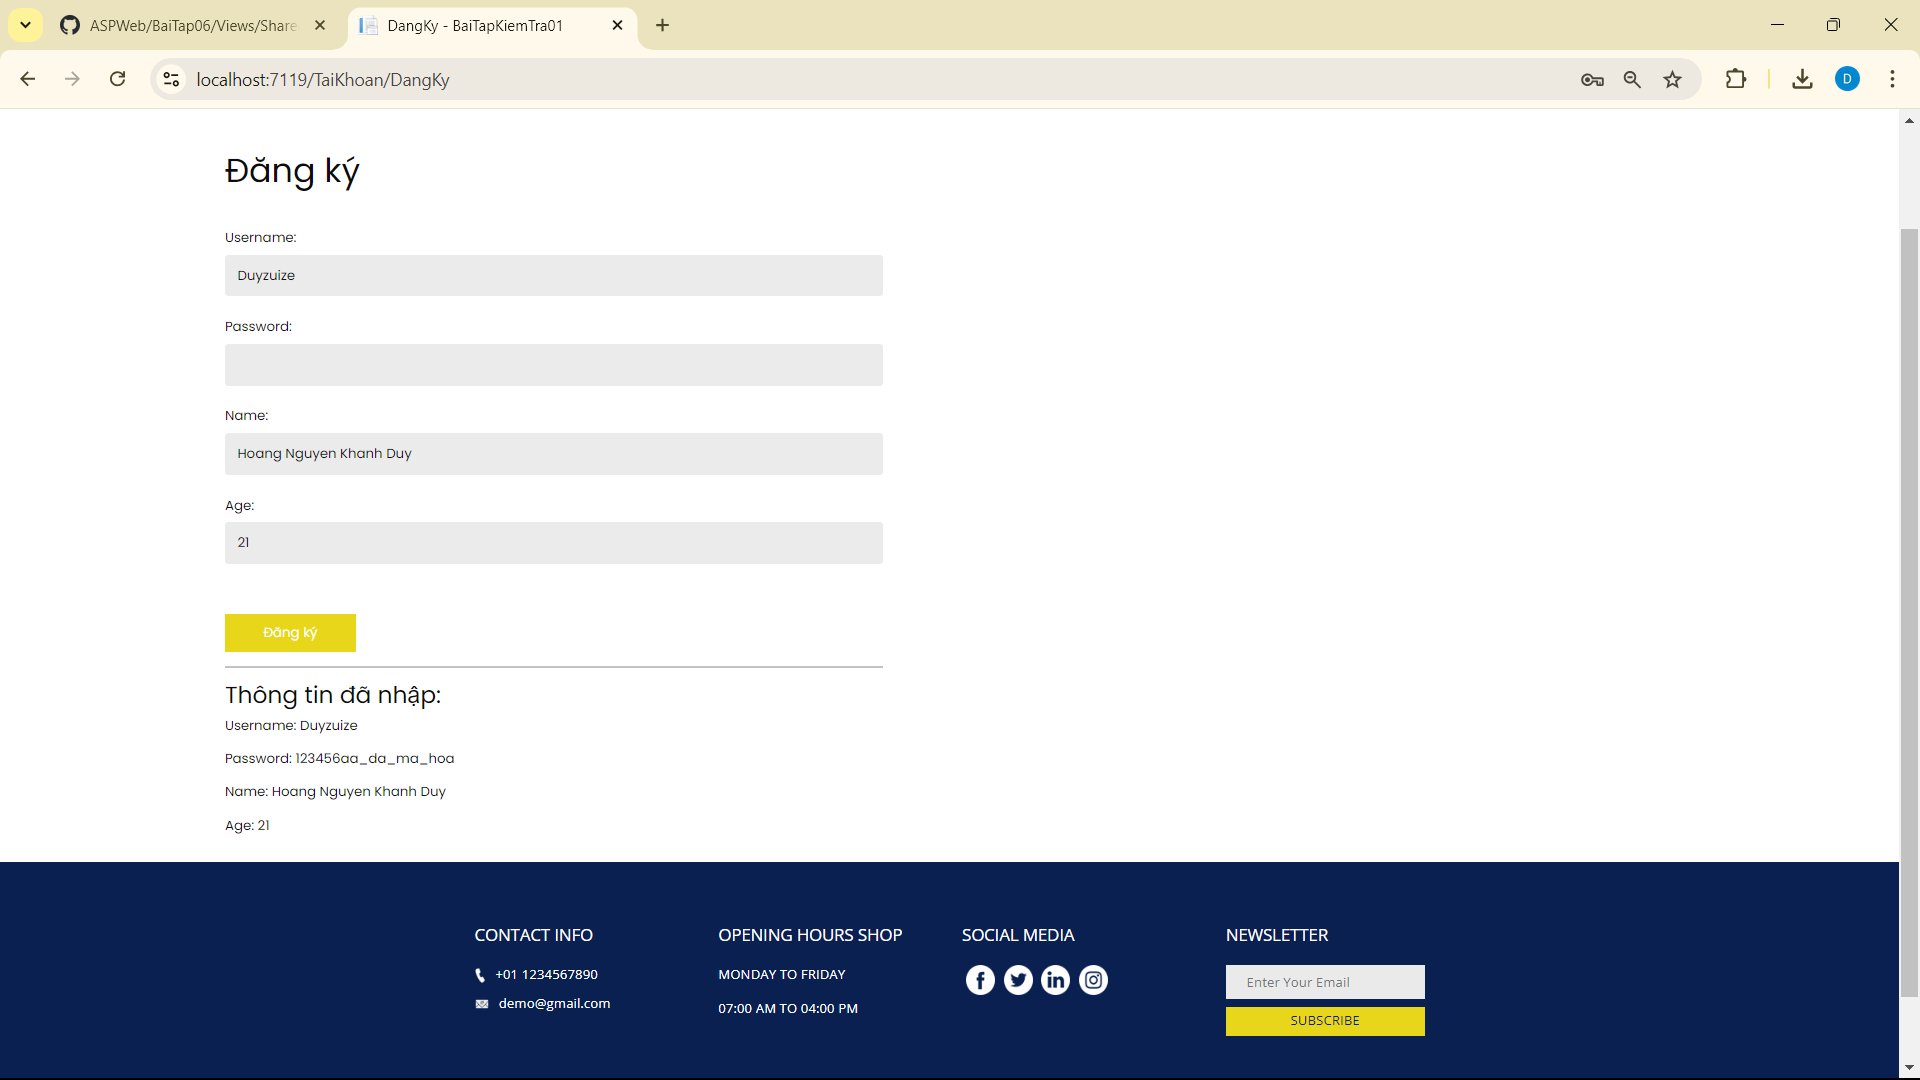 ASPWeb/BaiTap06/Views/Share
DangKy - BaiTapKiemTra01
localhost:7119/TaiKhoan/DangKy
D
Đăng ký
Username:
Duyzuize
Password:
Name:
Hoang Nguyen Khanh Duy
Age:
21
Đăng ký
Thông tin đã nhập:
Username: Duyzuize
Password: 123456aa_da_ma_hoa
Name: Hoang Nguyen Khanh Duy
Age: 21
CONTACT INFO
+01 1234567890
demo@gmail.com
OPENING HOURS SHOP
MONDAY TO FRIDAY
07:00 AM TO 04:00 PM
SOCIAL MEDIA
NEWSLETTER
Enter Your Email
SUBSCRIBE